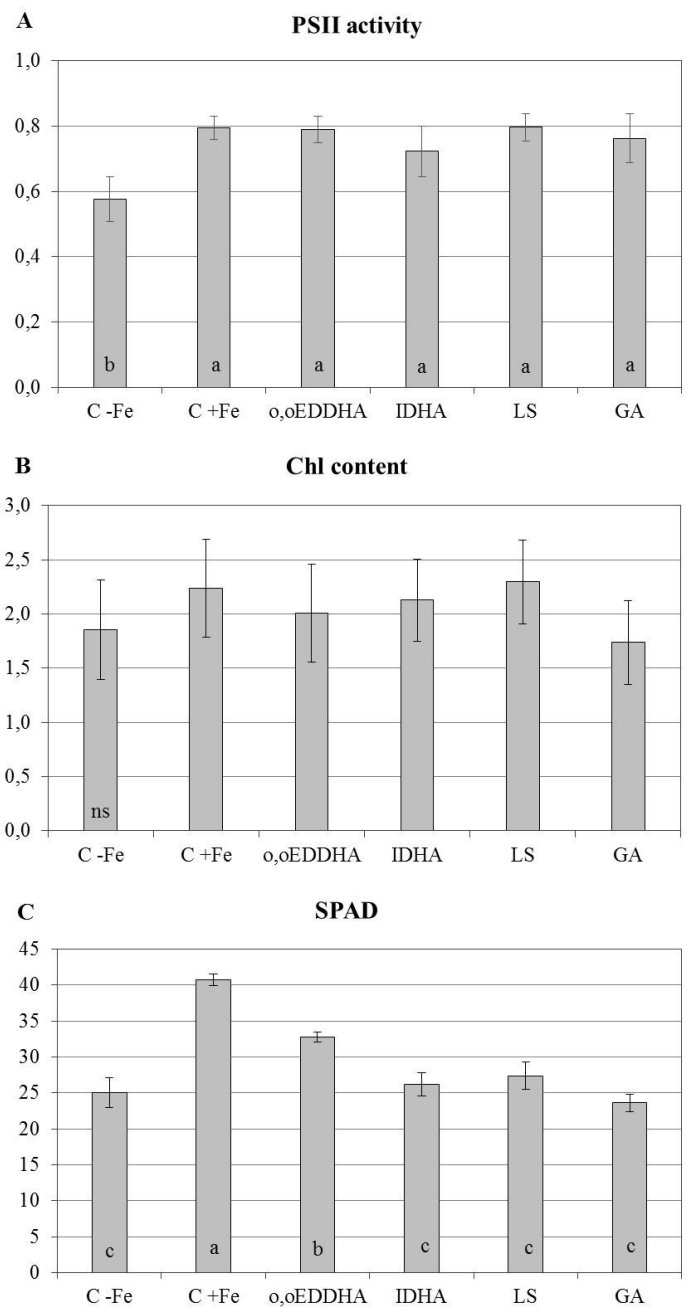 A
PSII activity
1,0
0,8
0,6
0,4
0,2
0,0
b a a a a a
C -Fe C +Fe o,oEDDHA IDHA LS GA
B
Chl content
3,0
2,5
2,0
1,5
1,0
0,5
0,0
ns
C -Fe C +Fe o,oEDDHA IDHA LS GA
C
SPAD
45
40
35
30
25
20
15
10
5
0
c a b c c c
C -Fe C +Fe o,oEDDHA IDHA LS GA